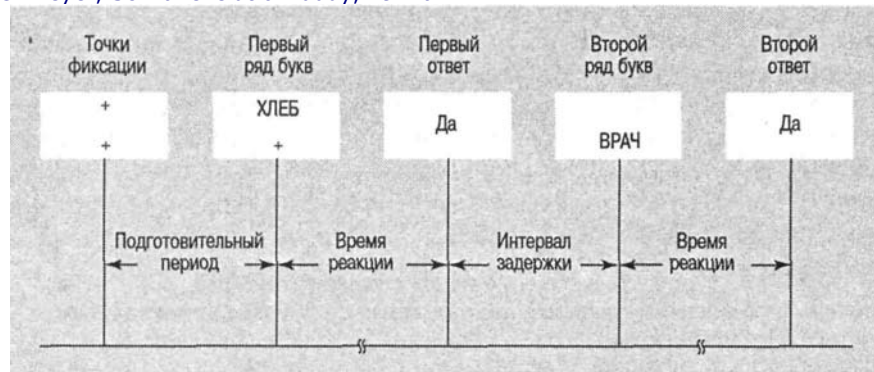 Точки
фиксации
Первый
ряд букв
Первый
ответ
Второй
ряд букв
Второй
ответ
+
+
ХЛЕБ
+
Да
ВРАЧ
Да
Подготовительный
период
Время
реакции
Интервал
задержки
Время
реакции